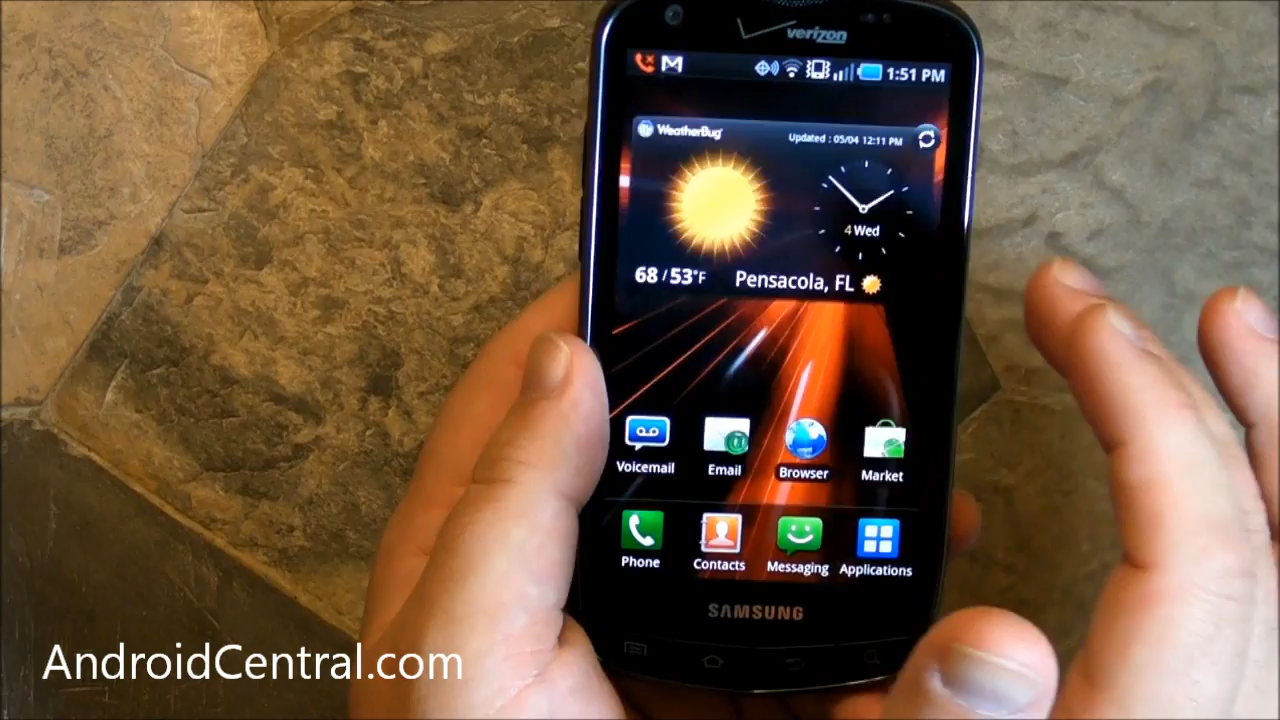 verizon
1:51 PM
WeatherBug
Updated : 05/04 12:11 PM
4 Wed
68 / 53°F
Pensacola, FL
Voicemail
Email
Browser
Market
Phone
Contacts
Messaging
Applications
SAMSUNG
AndroidCentral.com